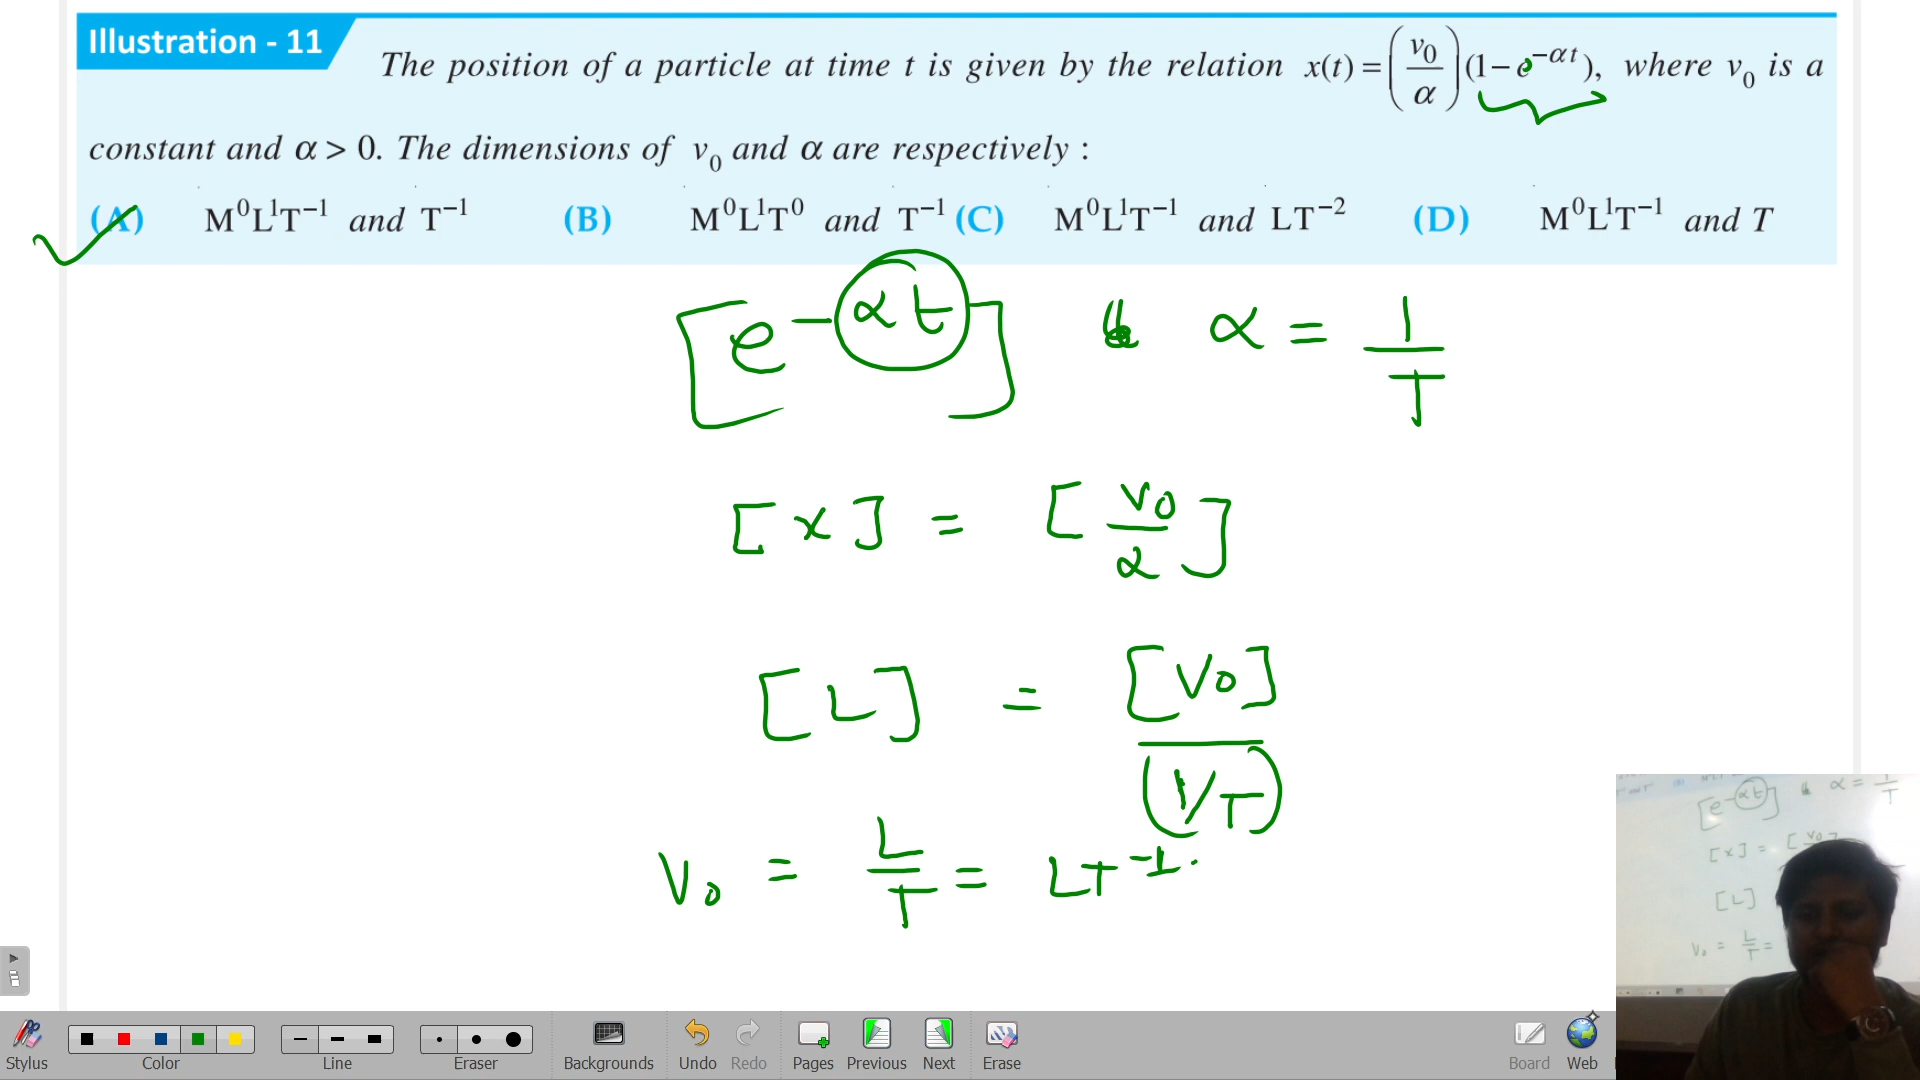 Illustration - 11
The position of a particle at time t is given by the relation x(t) = (v₀/α)(1 − e^{−αt}), where v₀ is a
constant and α > 0. The dimensions of v₀ and α are respectively :
(A) M⁰L¹T⁻¹ and T⁻¹ (B) M⁰L¹T⁰ and T⁻¹ (C) M⁰L¹T⁻¹ and LT⁻² (D) M⁰L¹T⁻¹ and T
[e^{−αt}] α = 1/T
[x] = [v₀/α]
[L] = [V₀]/(1/T)
V₀ = L/T = LT⁻¹.
Stylus Color Line Eraser Backgrounds Undo Redo Pages Previous Next Erase Board Web